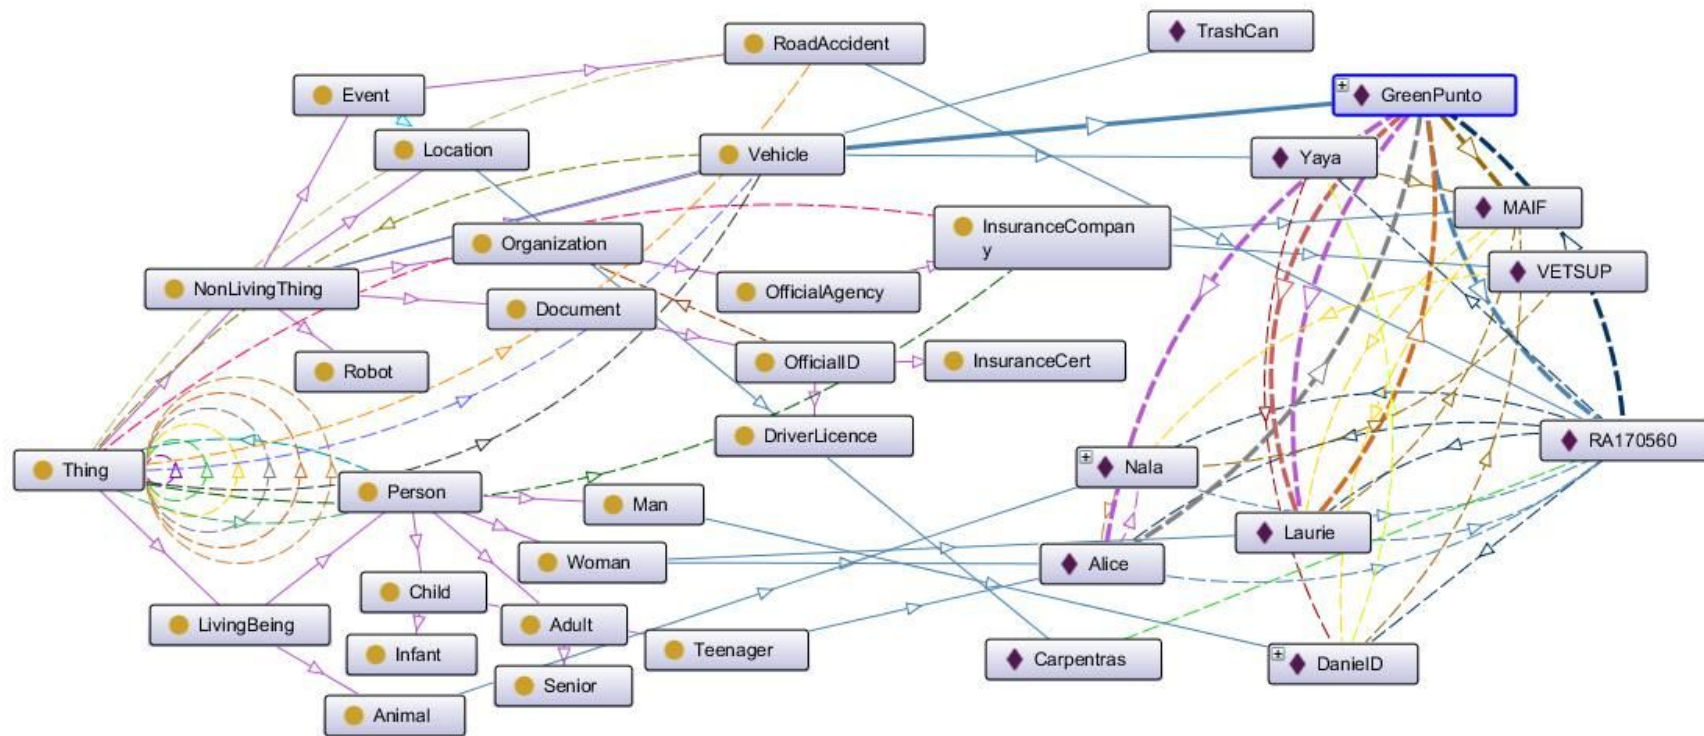 RoadAccident
TrashCan
Event
GreenPunto
Location
Vehicle
Yaya
MAIF
Organization
InsuranceCompan
y
NonLivingThing
OfficialAgency
VETSUP
Document
Robot
OfficialID
InsuranceCert
DriverLicence
RA170560
Thing
Person
Nala
Man
Laurie
Woman
Alice
Child
LivingBeing
Adult
Infant
Teenager
Carpentras
DanielD
Senior
Animal